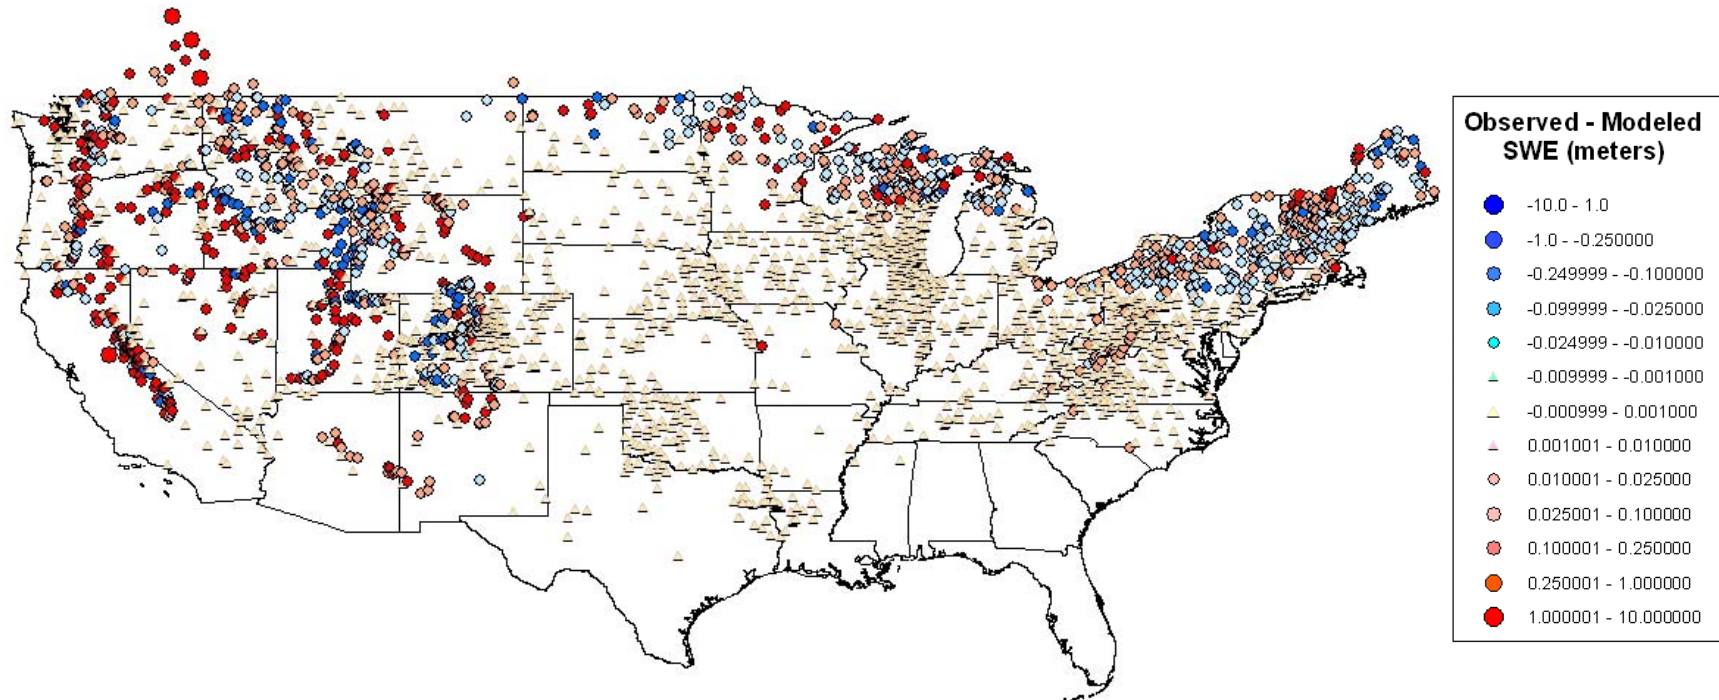 Observed - Modeled
SWE (meters)
-10.0 - 1.0
-1.0 - -0.250000
-0.249999 - -0.100000
-0.099999 - -0.025000
-0.024999 - -0.010000
-0.009999 - -0.001000
-0.000999 - 0.001000
0.001001 - 0.010000
0.010001 - 0.025000
0.025001 - 0.100000
0.100001 - 0.250000
0.250001 - 1.000000
1.000001 - 10.000000